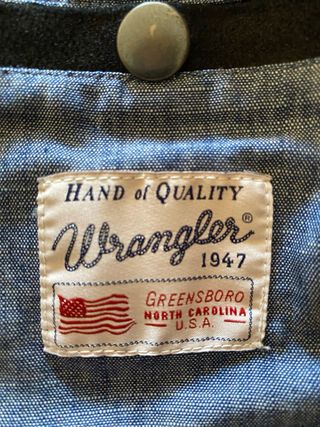 HAND of QUALITY
Wrangler®
1947
GREENSBORO
NORTH CAROLINA
U.S.A.